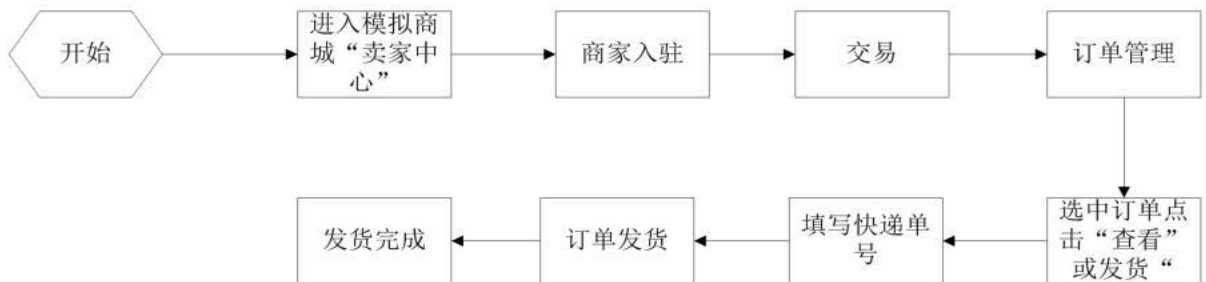 开始
进入模拟商
城“卖家中
心”
商家入驻
交易
订单管理
选中订单点
击“查看”
或发货“
填写快递单
号
订单发货
发货完成